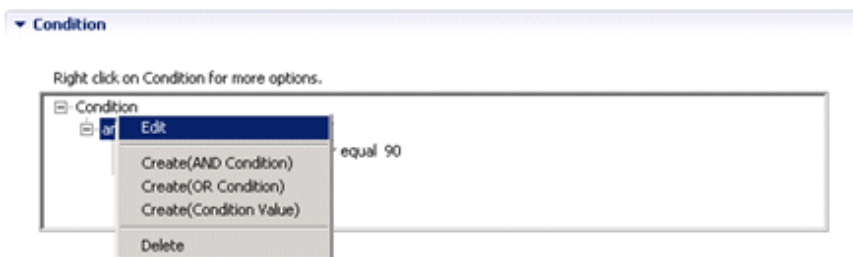 Condition
Right click on Condition for more options.
Condition
Edit
equal 90
Create(AND Condition)
Create(OR Condition)
Create(Condition Value)
Delete